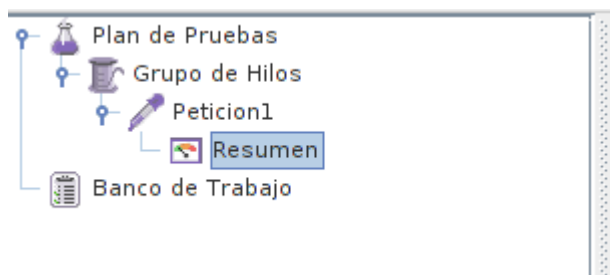 Plan de Pruebas
Grupo de Hilos
Peticion1
Resumen
Banco de Trabajo